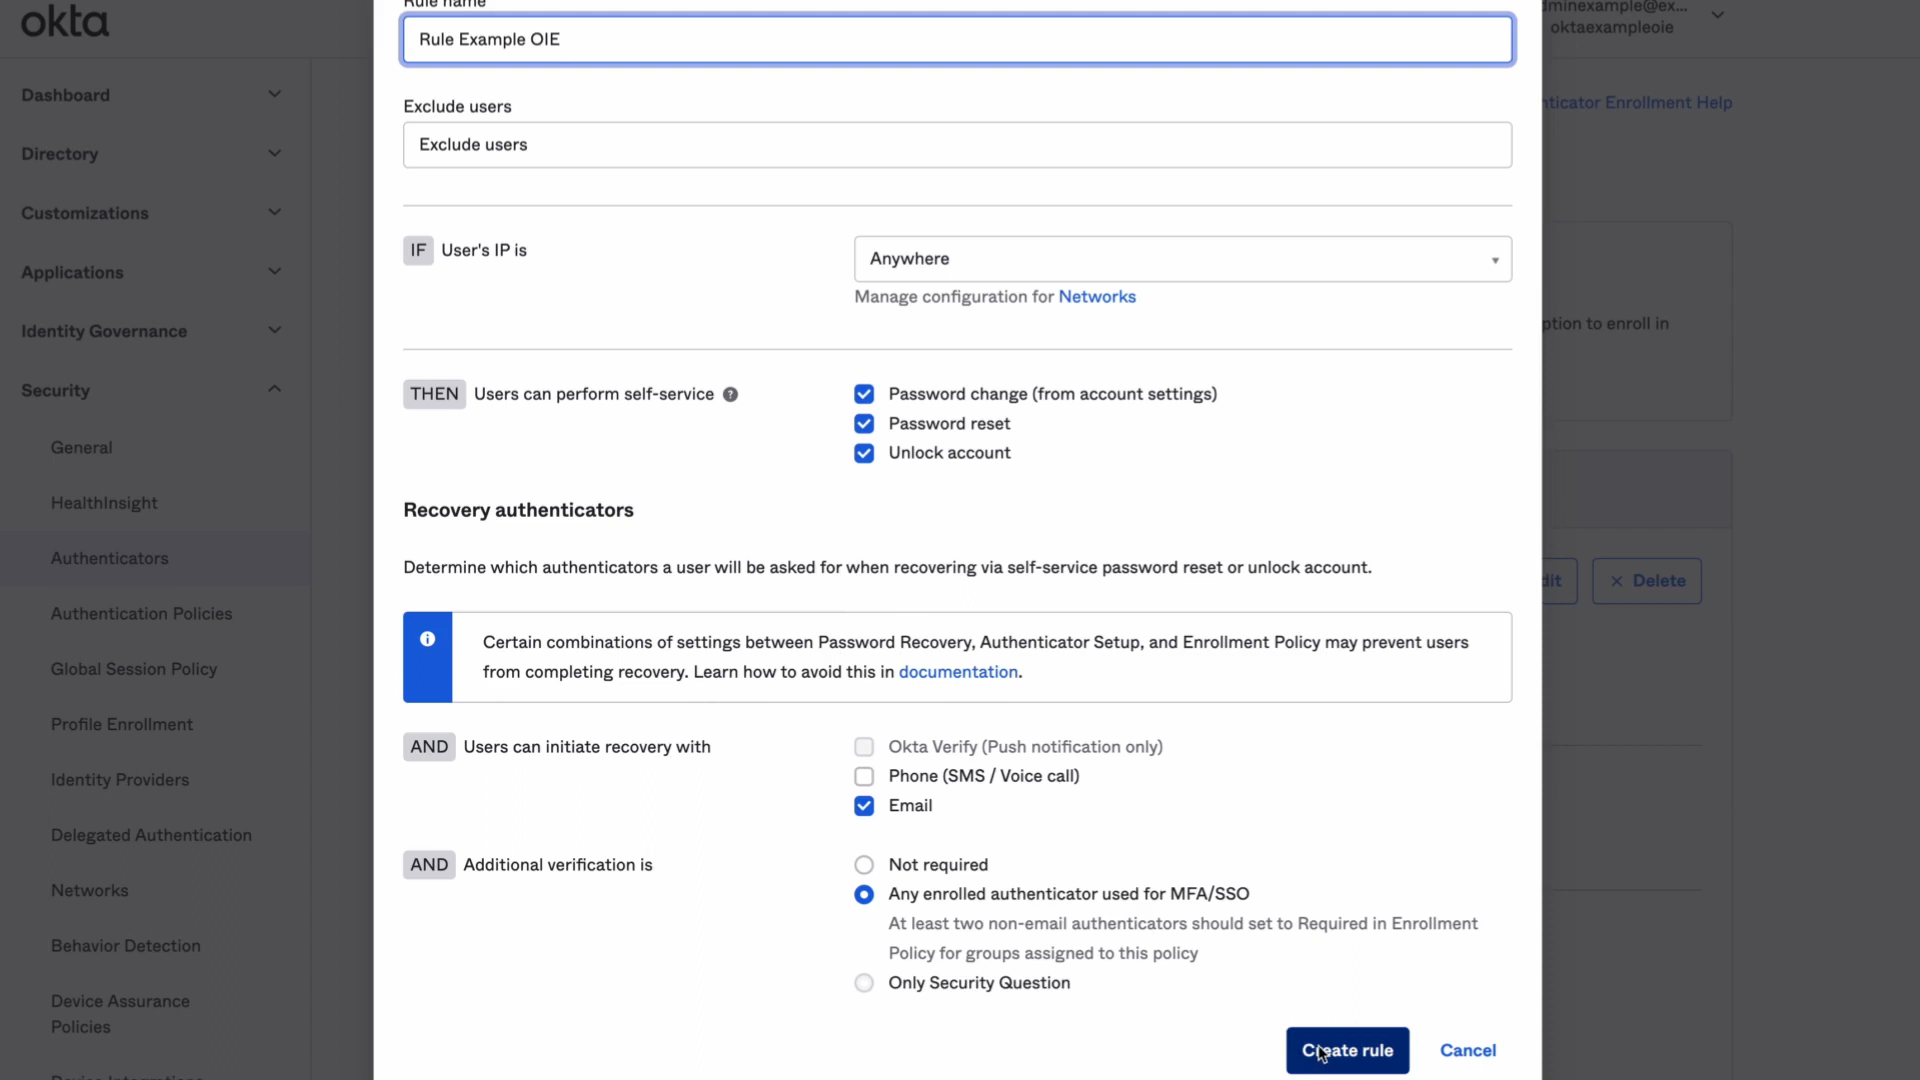 okta
Dashboard
Directory
Customizations
Applications
Identity Governance
Security
General
HealthInsight
Authenticators
Authentication Policies
Global Session Policy
Profile Enrollment
Identity Providers
Delegated Authentication
Networks
Behavior Detection
Device Assurance
Policies
Rule name
Rule Example OIE
Exclude users
Exclude users
IF User's IP is
Anywhere
Manage configuration for Networks
THEN Users can perform self-service
Password change (from account settings)
Password reset
Unlock account
Recovery authenticators
Determine which authenticators a user will be asked for when recovering via self-service password reset or unlock account.
Certain combinations of settings between Password Recovery, Authenticator Setup, and Enrollment Policy may prevent users
from completing recovery. Learn how to avoid this in documentation.
AND Users can initiate recovery with
Okta Verify (Push notification only)
Phone (SMS / Voice call)
Email
AND Additional verification is
Not required
Any enrolled authenticator used for MFA/SSO
At least two non-email authenticators should set to Required in Enrollment
Policy for groups assigned to this policy
Only Security Question
Create rule
Cancel
dminexample@ex...
oktaexampleoie
nticator Enrollment Help
ption to enroll in
dit
Delete